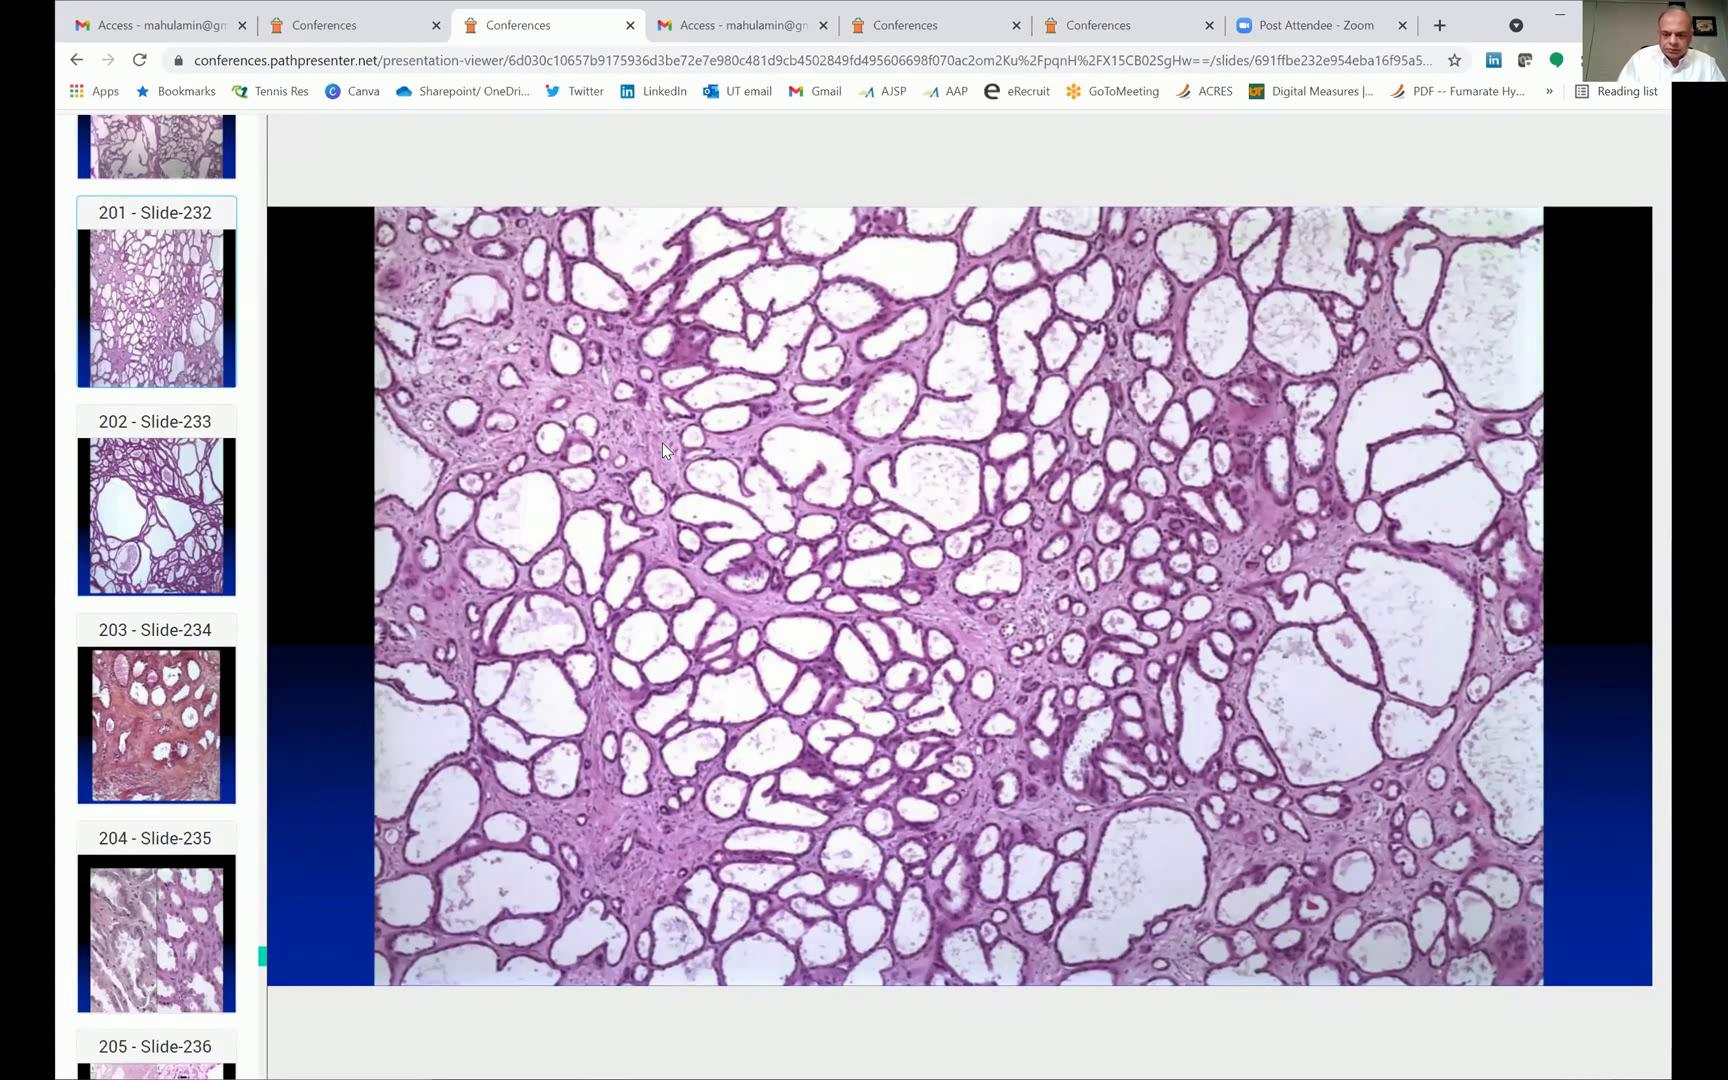 Access - mahulamin@gm
Conferences
Conferences
Access - mahulamin@gm
Conferences
Conferences
Post Attendee - Zoom
conferences.pathpresenter.net/presentation-viewer/6d030c10657b9175936d3be72e7e980c481d9cb4502849fd495606698f070ac2om2Ku%2FpqnH%2FX15CB02SgHw==/slides/691ffbe232e954eba16f95a5...
Apps
Bookmarks
Tennis Res
Canva
Sharepoint/ OneDri...
Twitter
LinkedIn
UT email
Gmail
AJSP
AAP
eRecruit
GoToMeeting
ACRES
Digital Measures |...
PDF -- Fumarate Hy...
»
Reading list
201 - Slide-232
202 - Slide-233
203 - Slide-234
204 - Slide-235
205 - Slide-236